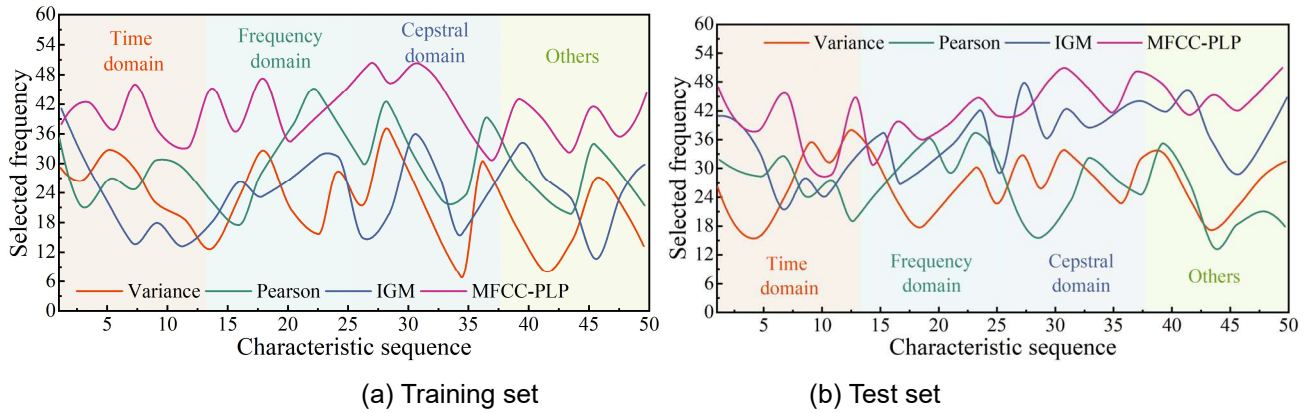 60
54
48
42
36
30
24
18
12
6
0
Selected frequency
Time
domain
Frequency
domain
Cepstral
domain
Others
Variance Pearson IGM MFCC-PLP
5 10 15 20 25 30 35 40 45 50
Characteristic sequence
(a) Training set
60
54
48
42
36
30
24
18
12
6
0
Selected frequency
Variance Pearson IGM MFCC-PLP
Time
domain
Frequency
domain
Cepstral
domain
Others
5 10 15 20 25 30 35 40 45 50
Characteristic sequence
(b) Test set